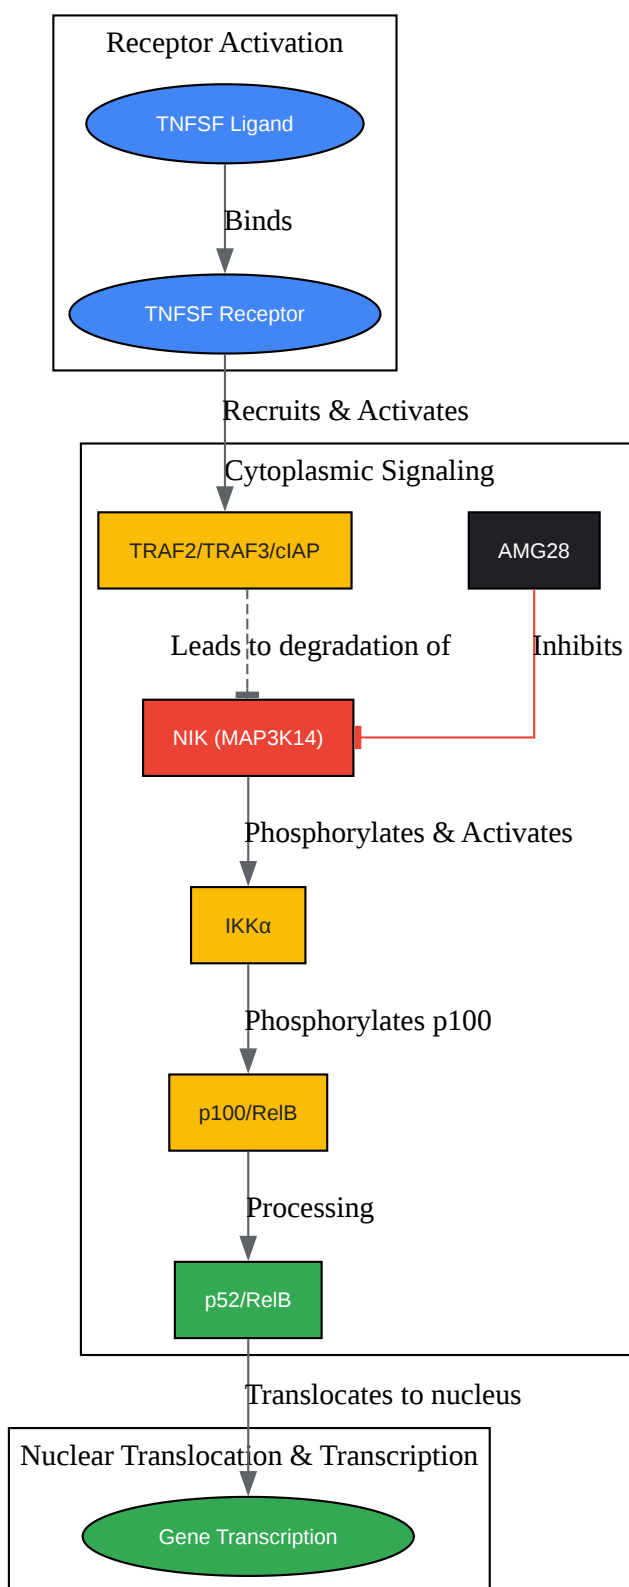 Receptor Activation
TNFSF Ligand
Binds
TNFSF Receptor
Recruits & Activates
Cytoplasmic Signaling
TRAF2/TRAF3/cIAP
AMG28
Leads to degradation of
Inhibits
NIK (MAP3K14)
Phosphorylates & Activates
IKKα
Phosphorylates p100
p100/RelB
Processing
p52/RelB
Translocates to nucleus
Nuclear Translocation & Transcription
Gene Transcription